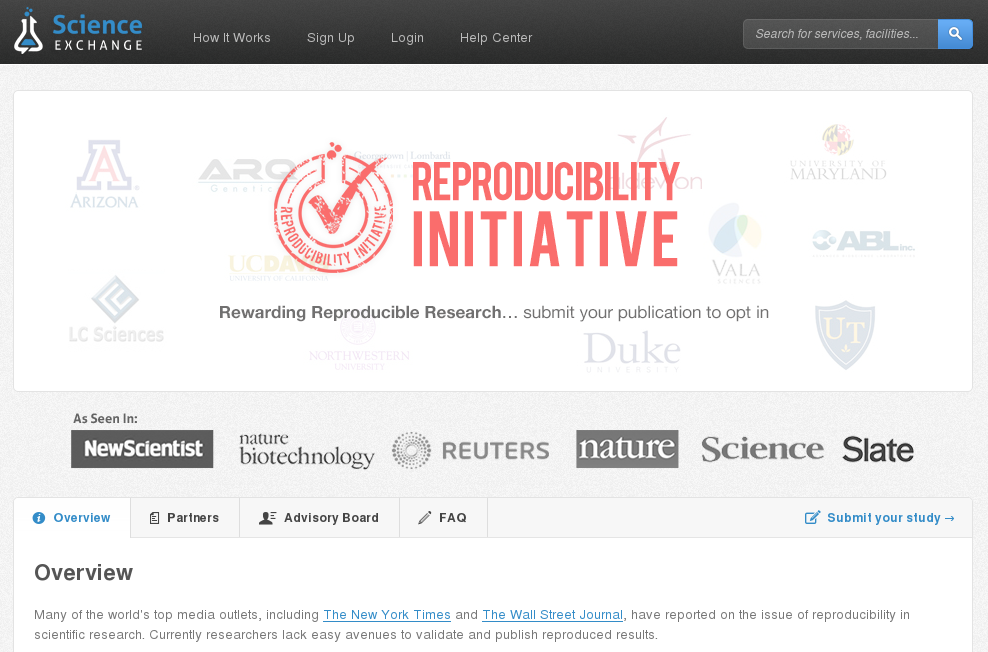 Science
EXCHANGE
How It Works
Sign Up
Login
Help Center
Search for services, facilities...
ARIZONA
ARQ
Genetic
Georgetown | Lombardi
REPRODUCIBILITY INITIATIVE
REPRODUCIBILITY INITIATIVE
REPRODUCIBILITY
INITIATIVE
UNIVERSITY OF
MARYLAND
UC DAVIS
UNIVERSITY OF CALIFORNIA
VALA
SCIENCES
ABL Inc.
LC Sciences
Rewarding Reproducible Research... submit your publication to opt in
NORTHWESTERN
UNIVERSITY
Duke
UNIVERSITY
UT
As Seen In:
NewScientist
nature
biotechnology
REUTERS
nature
Science
Slate
Overview
Partners
Advisory Board
FAQ
Submit your study →
Overview
Many of the world's top media outlets, including The New York Times and The Wall Street Journal, have reported on the issue of reproducibility in
scientific research. Currently researchers lack easy avenues to validate and publish reproduced results.